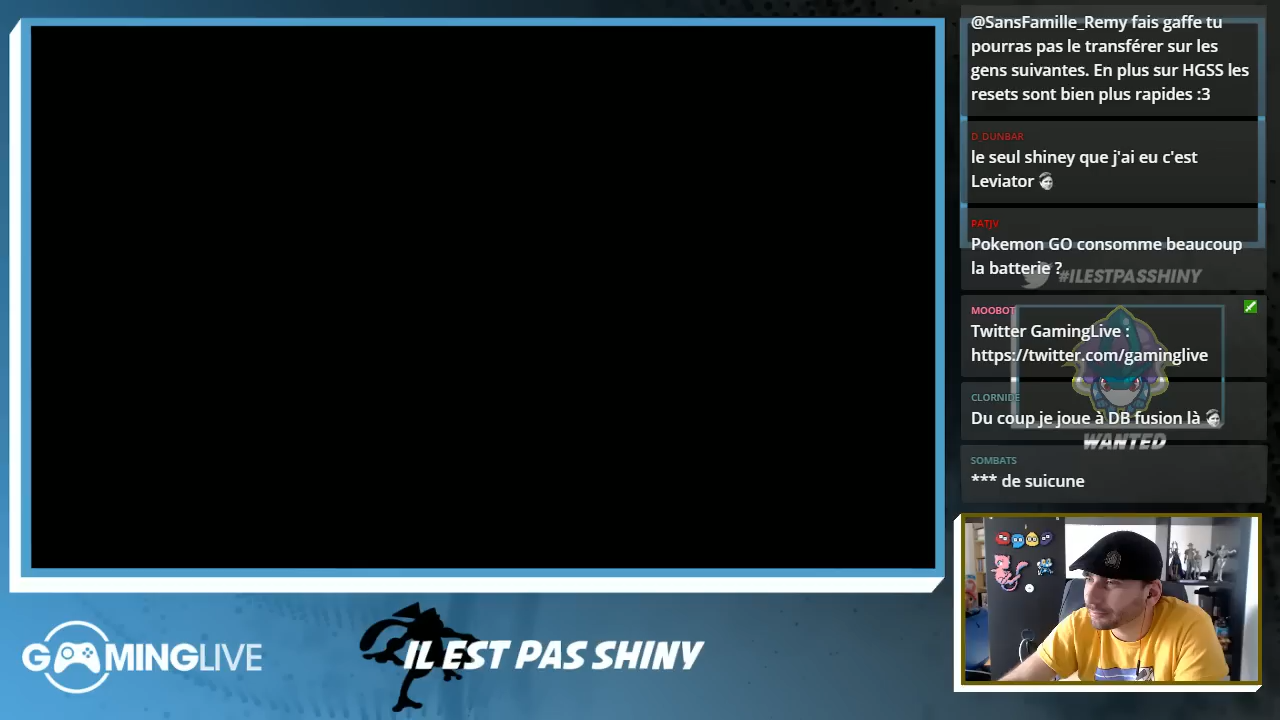 @SansFamille_Remy fais gaffe tu
pourras pas le transférer sur les
gens suivantes. En plus sur HGSS les
resets sont bien plus rapides :3
D_DUNBAR
le seul shiney que j'ai eu c'est
Leviator
PATJV
Pokemon GO consomme beaucoup
la batterie ?
#ILESTPASSHINY
MOOBOT
Twitter GamingLive :
https://twitter.com/gaminglive
CLORNIDE
Du coup je joue à DB fusion là
WANTED
SOMBATS
*** de suicune
GAMINGLIVE
IL EST PAS SHINY